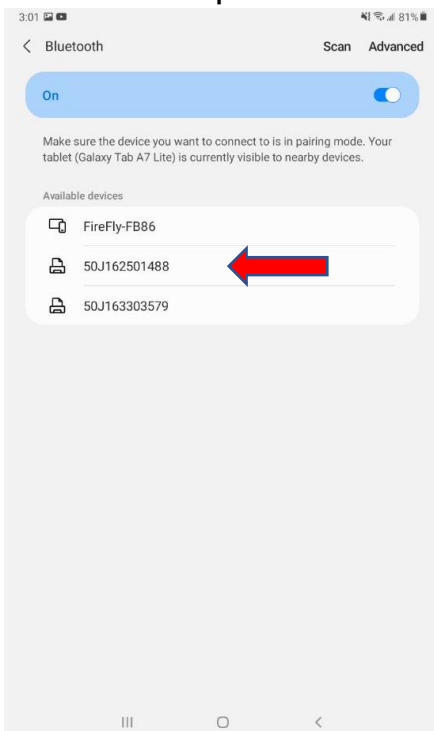 3:01 81%
Bluetooth Scan Advanced
On
Make sure the device you want to connect to is in pairing mode. Your
tablet (Galaxy Tab A7 Lite) is currently visible to nearby devices.
Available devices
FireFly-FB86
50J162501488
50J163303579